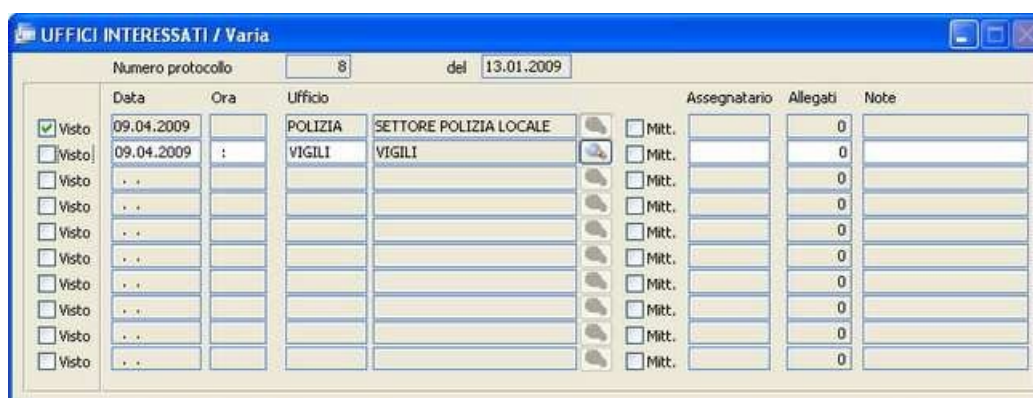 UFFICI INTERESSATI / Varia
Numero protocollo 8 del 13.01.2009
Data Ora Ufficio Assegnatario Allegati Note
Visto 09.04.2009 POLIZIA SETTORE POLIZIA LOCALE Mitt. 0
Visto 09.04.2009 : VIGILI VIGILI Mitt. 0
Visto . . Mitt. 0
Visto . . Mitt. 0
Visto . . Mitt. 0
Visto . . Mitt. 0
Visto . . Mitt. 0
Visto . . Mitt. 0
Visto . . Mitt. 0
Visto . . Mitt. 0